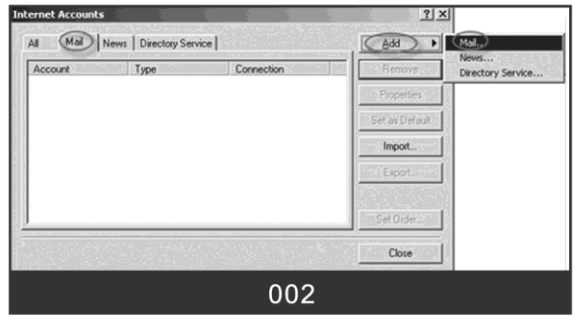 Internet Accounts
All Mail News Directory Service
Add
Mail...
News...
Directory Service...
Account Type Connection
Remove
Properties
Set as Default
Import...
Export...
Set Order...
Close
002